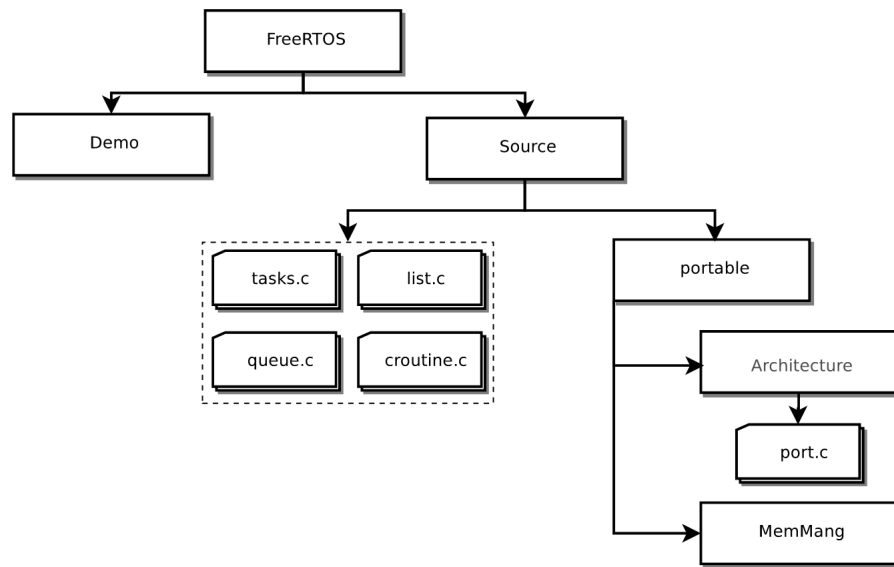 FreeRTOS
Demo
Source
tasks.c
list.c
portable
queue.c
croutine.c
Architecture
port.c
MemMang